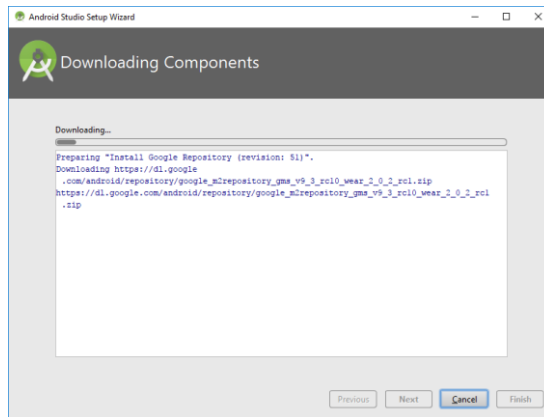 Android Studio Setup Wizard
Downloading Components
Downloading...
Preparing "Install Google Repository (revision: 51)".
Downloading https://dl.google
.com/android/repository/google_m2repository_gms_v9_3_rc10_wear_2_0_2_rc1.zip
https://dl.google.com/android/repository/google_m2repository_gms_v9_3_rc10_wear_2_0_2_rc1
.zip
Previous Next Cancel Finish